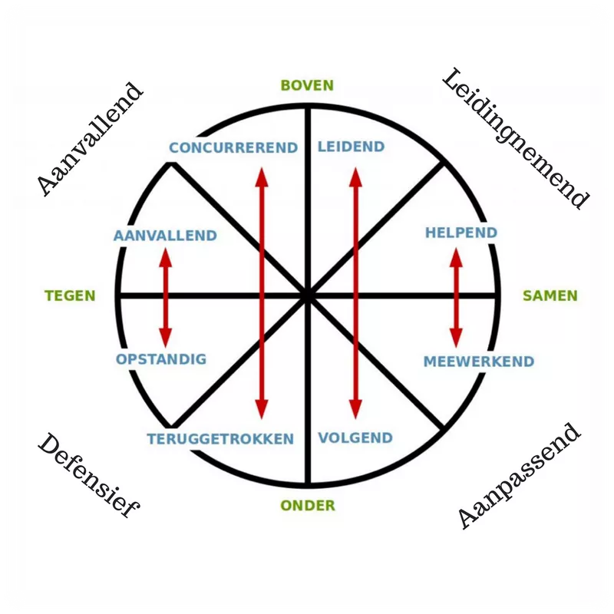 BOVEN
Aanvallend
Leidingnemend
CONCURREREND
LEIDEND
AANVALLEND
HELPEND
TEGEN
SAMEN
OPSTANDIG
MEEWERKEND
TERUGGETROKKEN
VOLGEND
Defensief
Aanpassend
ONDER